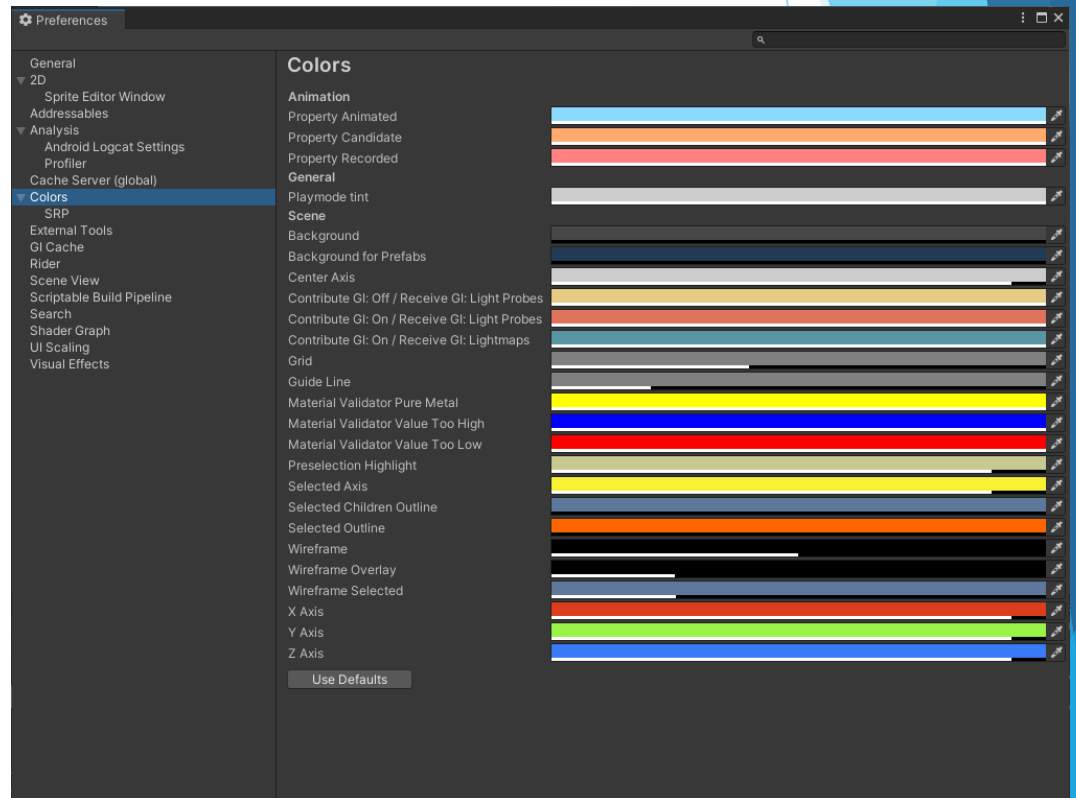 Preferences
General
2D
Sprite Editor Window
Addressables
Analysis
Android Logcat Settings
Profiler
Cache Server (global)
Colors
SRP
External Tools
GI Cache
Rider
Scene View
Scriptable Build Pipeline
Search
Shader Graph
UI Scaling
Visual Effects
Colors
Animation
Property Animated
Property Candidate
Property Recorded
General
Playmode tint
Scene
Background
Background for Prefabs
Center Axis
Contribute GI: Off / Receive GI: Light Probes
Contribute GI: On / Receive GI: Light Probes
Contribute GI: On / Receive GI: Lightmaps
Grid
Guide Line
Material Validator Pure Metal
Material Validator Value Too High
Material Validator Value Too Low
Preselection Highlight
Selected Axis
Selected Children Outline
Selected Outline
Wireframe
Wireframe Overlay
Wireframe Selected
X Axis
Y Axis
Z Axis
Use Defaults